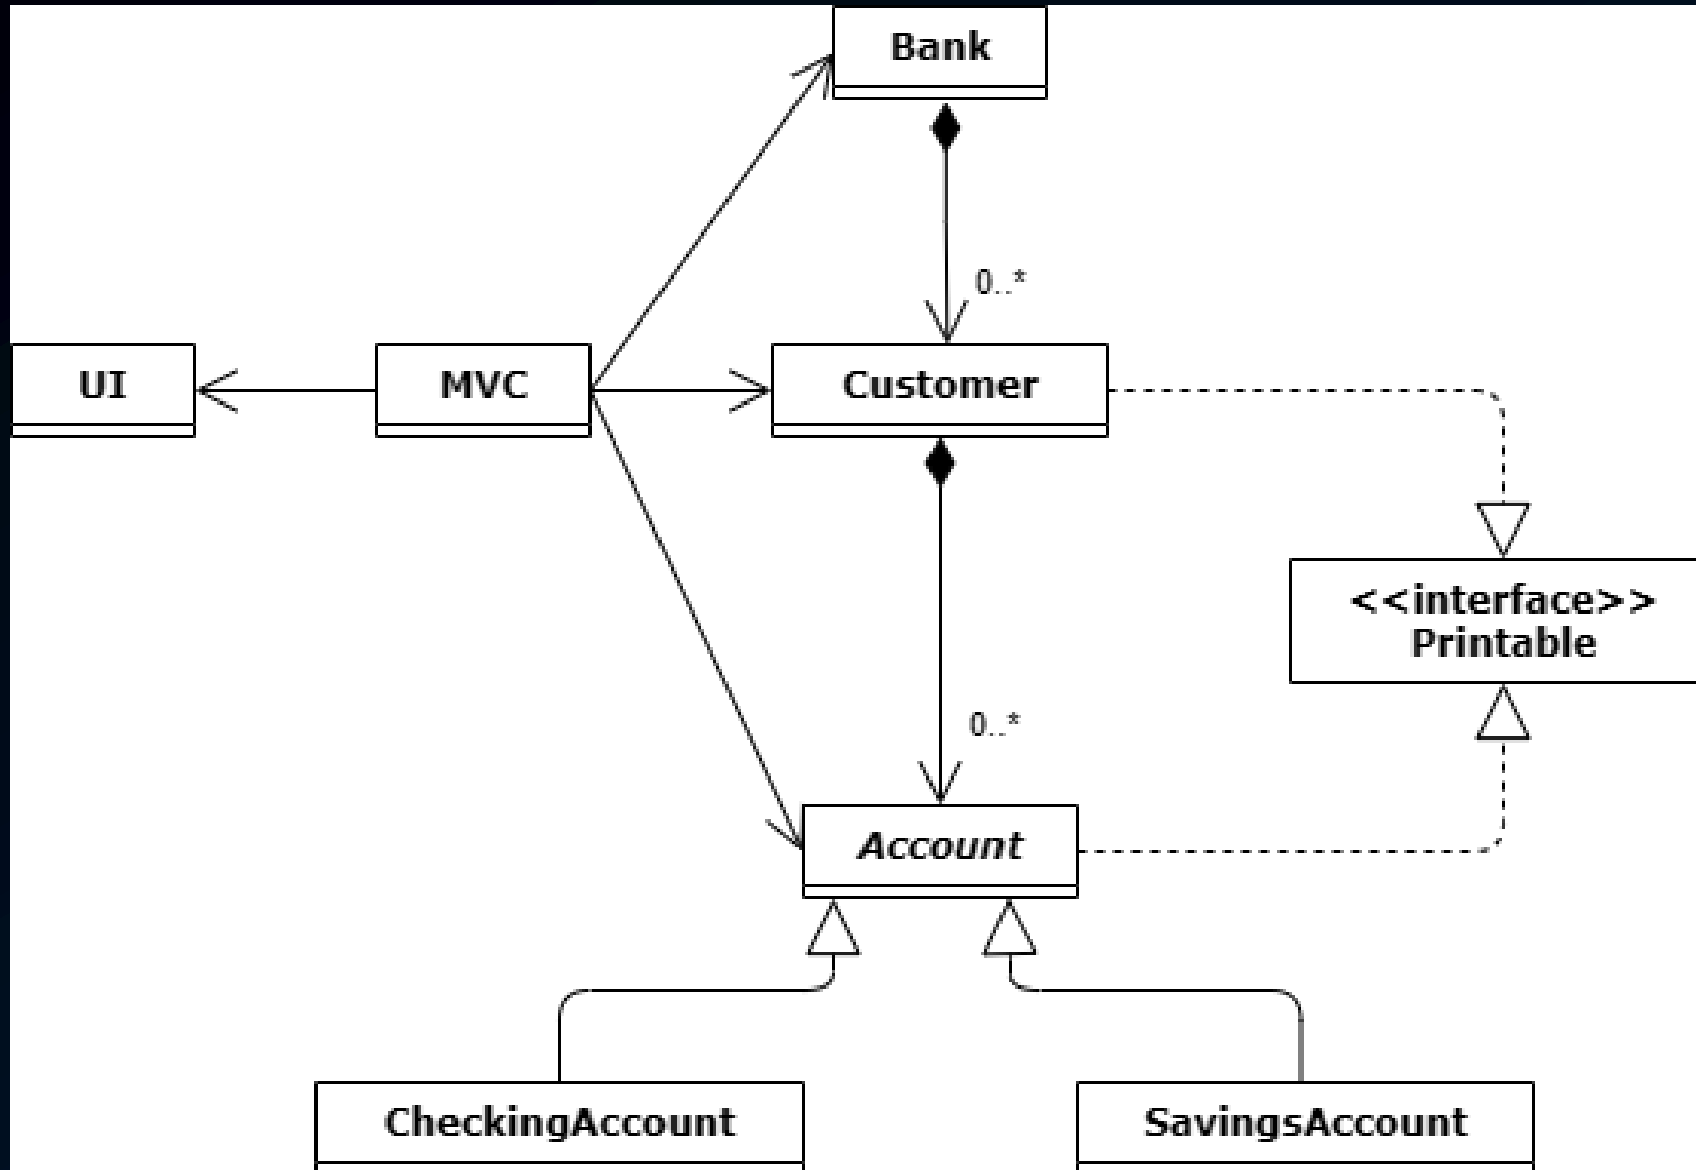 Bank
0..*
UI
MVC
Customer
<<interface>>
Printable
0..*
Account
CheckingAccount
SavingsAccount